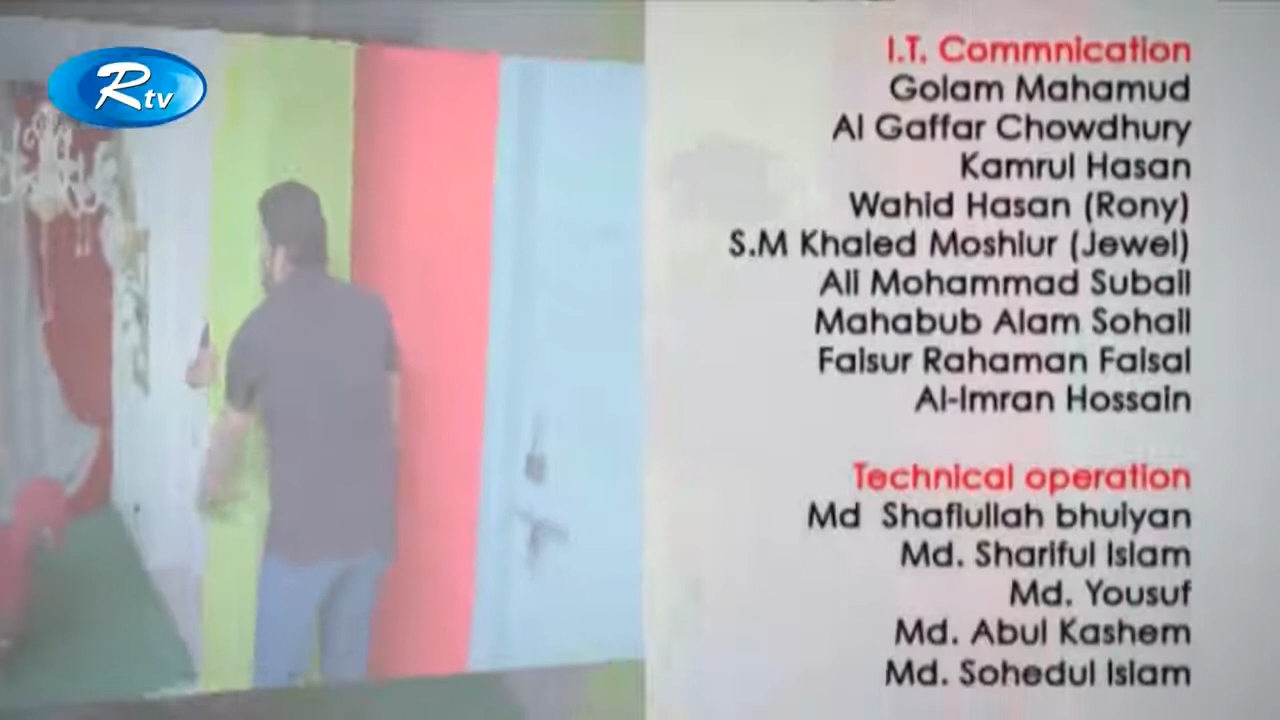 Rtv
I.T. Commnication
Golam Mahamud
Al Gaffar Chowdhury
Kamrul Hasan
Wahid Hasan (Rony)
S.M Khaled Moshiur (Jewel)
Ali Mohammad Subail
Mahabub Alam Sohail
Faisur Rahaman Faisal
Al-Imran Hossain
Technical operation
Md  Shafiullah bhuiyan
Md. Shariful Islam
Md. Yousuf
Md. Abul Kashem
Md. Sohedul Islam